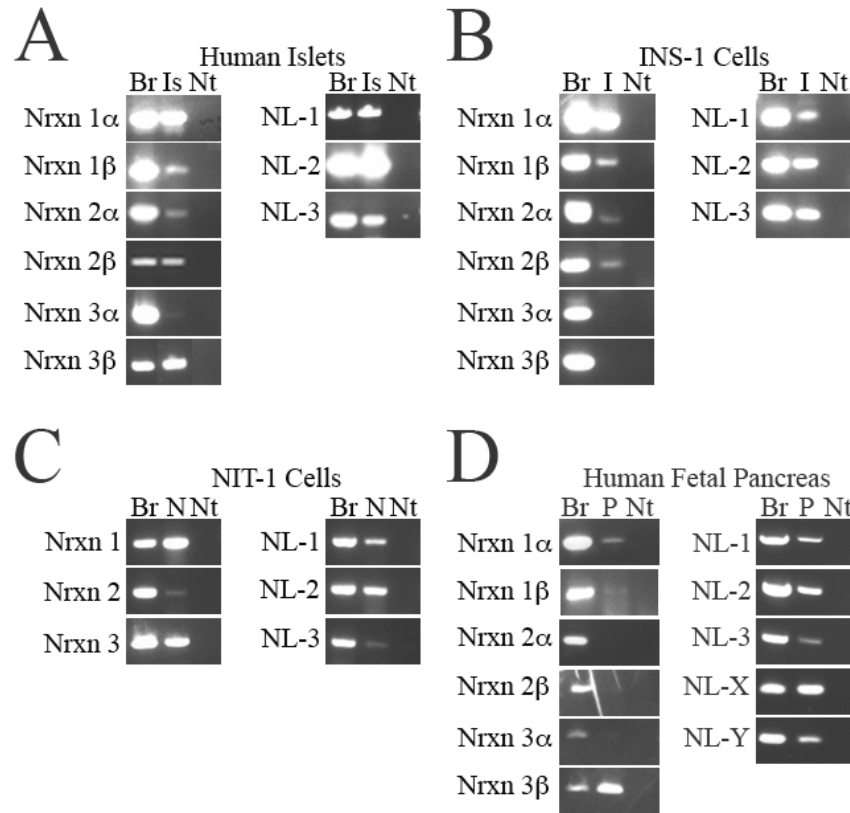 A
Human Islets
Br Is Nt
Nrxn 1α
Nrxn 1β
Nrxn 2α
Nrxn 2β
Nrxn 3α
Nrxn 3β
Br Is Nt
NL-1
NL-2
NL-3
B
INS-1 Cells
Br I Nt
Nrxn 1α
Nrxn 1β
Nrxn 2α
Nrxn 2β
Nrxn 3α
Nrxn 3β
Br I Nt
NL-1
NL-2
NL-3
C
NIT-1 Cells
Br N Nt
Nrxn 1
Nrxn 2
Nrxn 3
Br N Nt
NL-1
NL-2
NL-3
D
Human Fetal Pancreas
Br P Nt
Nrxn 1α
Nrxn 1β
Nrxn 2α
Nrxn 2β
Nrxn 3α
Nrxn 3β
Br P Nt
NL-1
NL-2
NL-3
NL-X
NL-Y